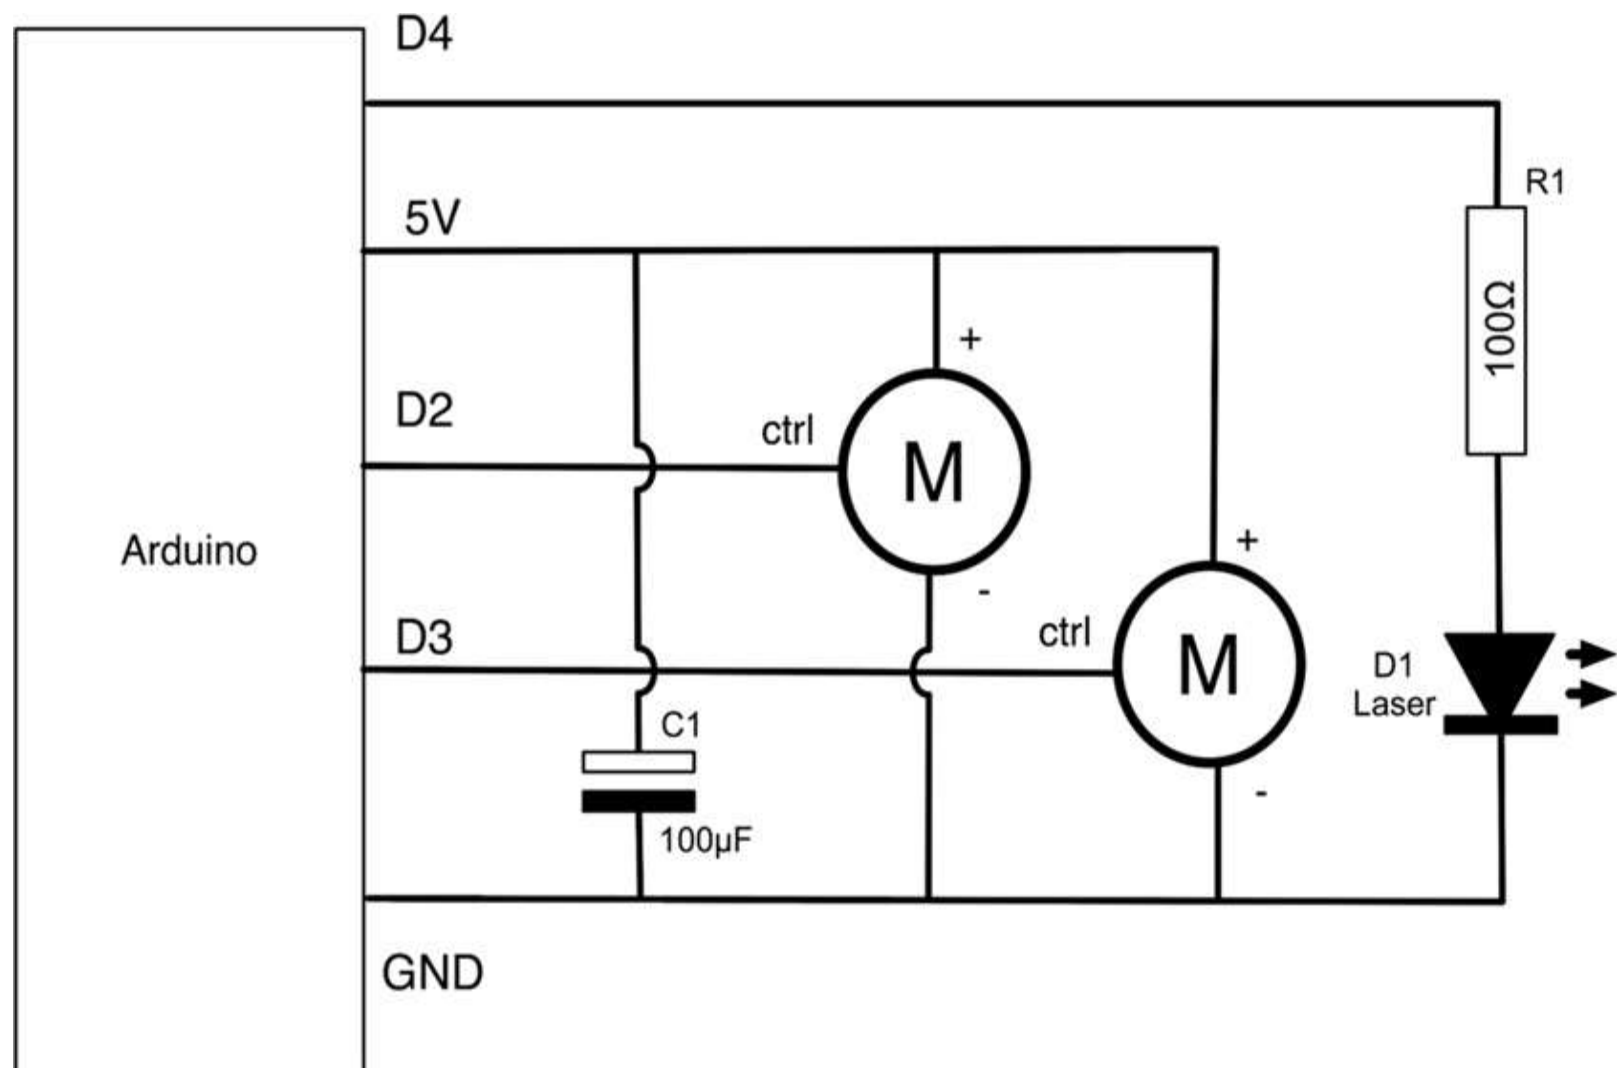 D4
R1
100Ω
5V
+
D2
ctrl
M
Arduino
+
-
D3
ctrl
M
D1
Laser
C1
-
100µF
GND